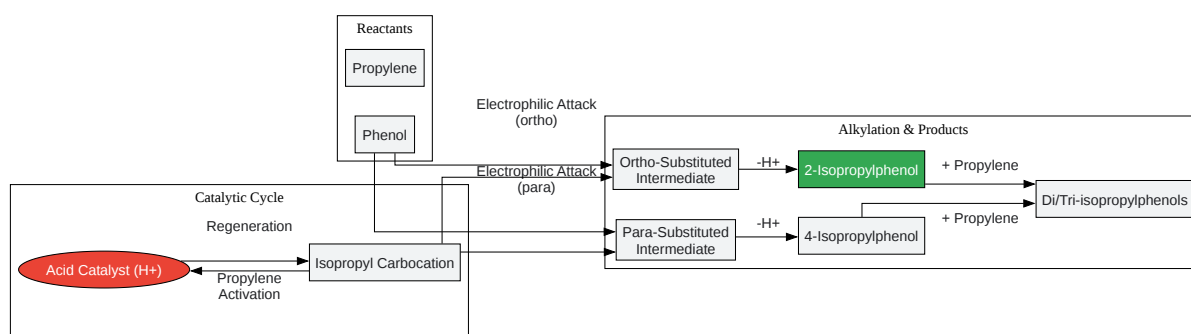 Reactants
Propylene
Phenol
Electrophilic Attack
(ortho)
Alkylation & Products
Ortho-Substituted
Intermediate
-H+
2-Isopropylphenol
+ Propylene
Di/Tri-isopropylphenols
Electrophilic Attack
(para)
Para-Substituted
Intermediate
-H+
4-Isopropylphenol
+ Propylene
Catalytic Cycle
Regeneration
Acid Catalyst (H+)
Propylene
Activation
Isopropyl Carbocation